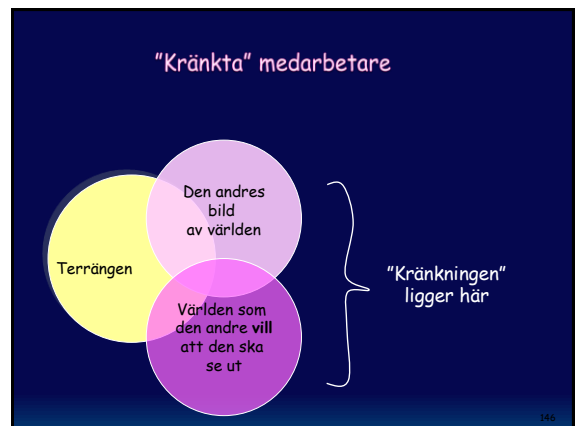 ”Kränkta” medarbetare
Den andres
bild
av världen
Terrängen
”Kränkningen”
ligger här
Världen som
den andre vill
att den ska
se ut
146